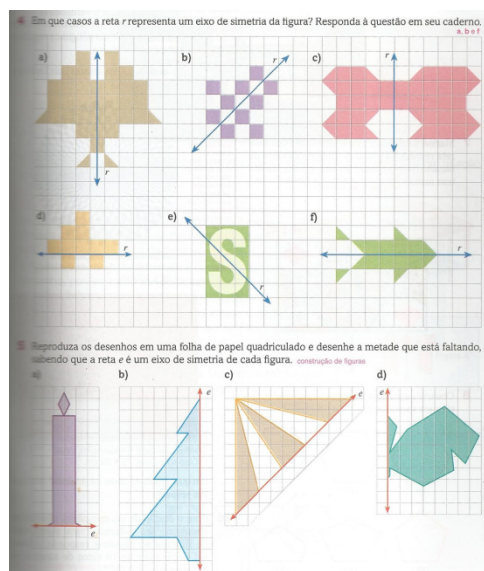 4 Em que casos a reta r representa um eixo de simetria da figura? Responda à questão em seu caderno.
a, b e f
a) b) c)
r r r
d) e) f)
r r r
S
5 Reproduza os desenhos em uma folha de papel quadriculado e desenhe a metade que está faltando,
sabendo que a reta e é um eixo de simetria de cada figura. construção de figuras
a) b) c) d)
e e e e